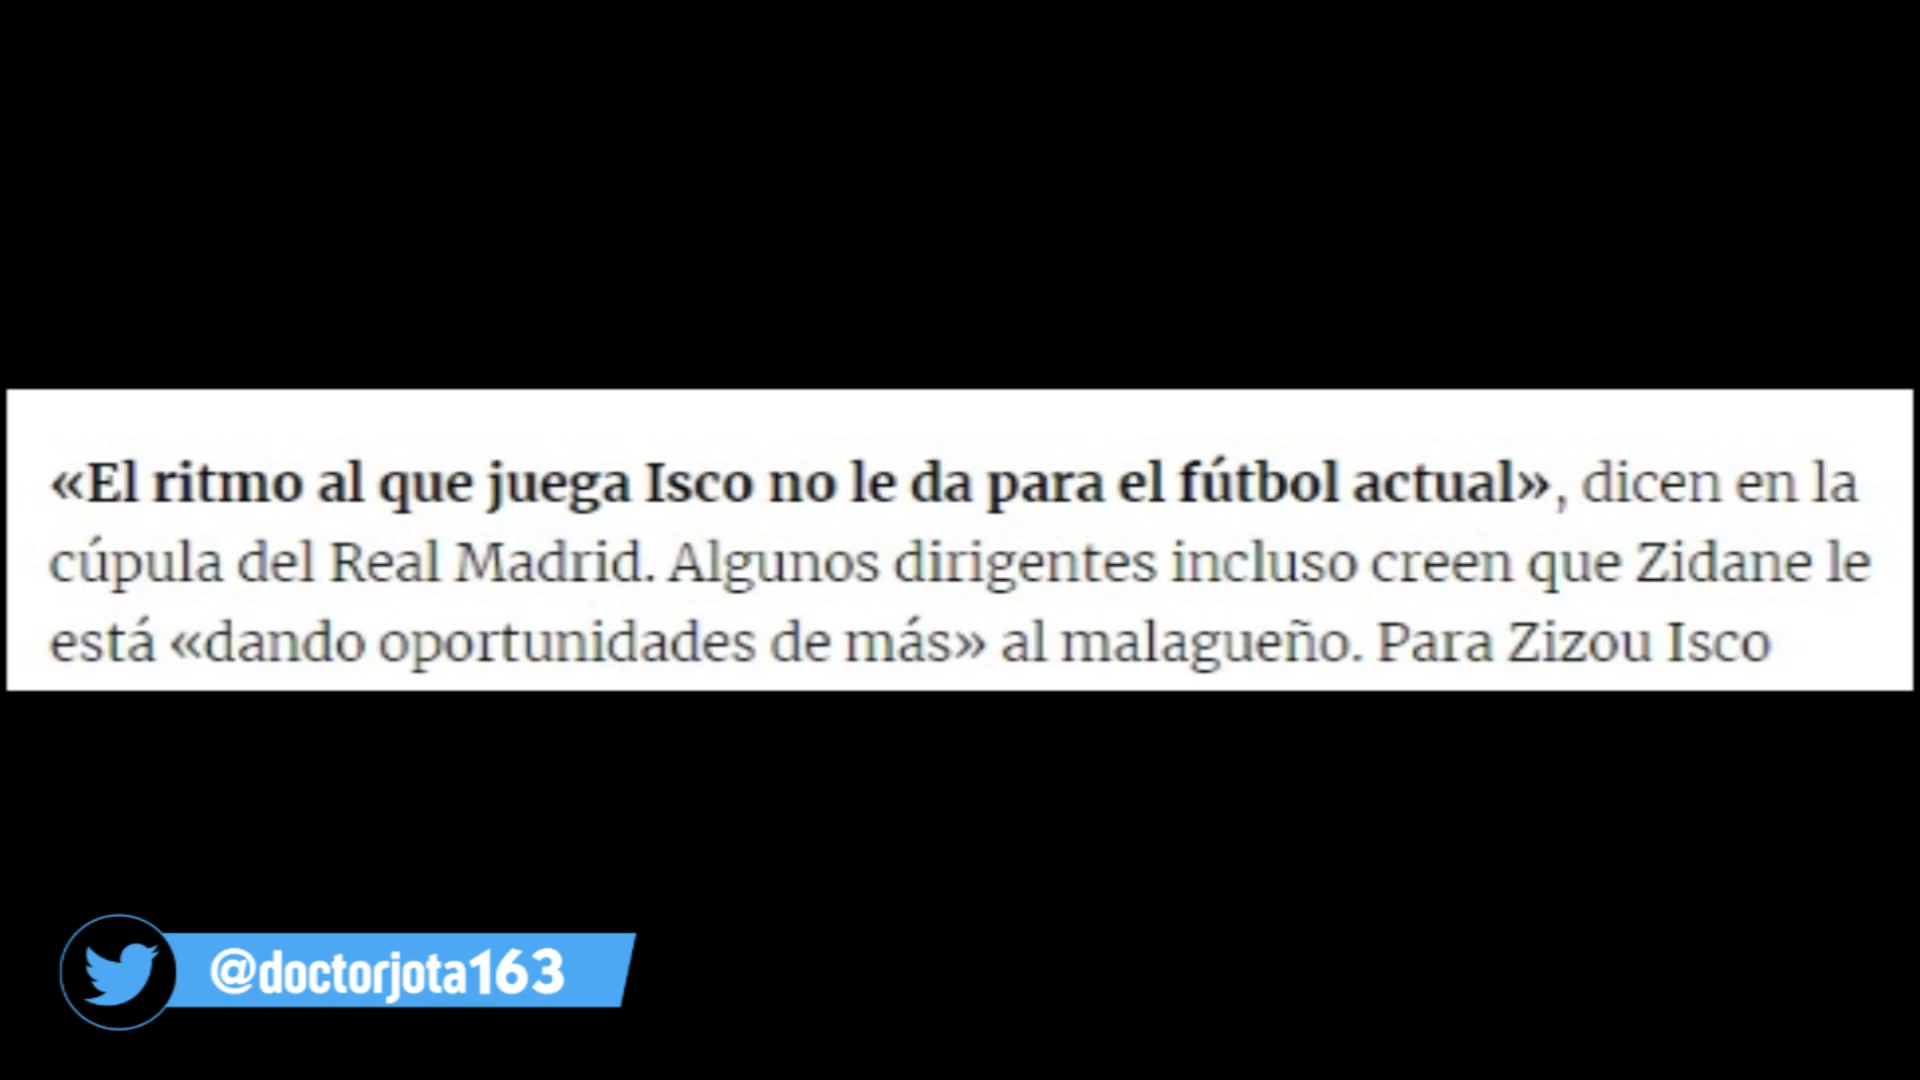 «El ritmo al que juega Isco no le da para el fútbol actual», dicen en la
cúpula del Real Madrid. Algunos dirigentes incluso creen que Zidane le
está «dando oportunidades de más» al malagueño. Para Zizou Isco
@doctorjota163